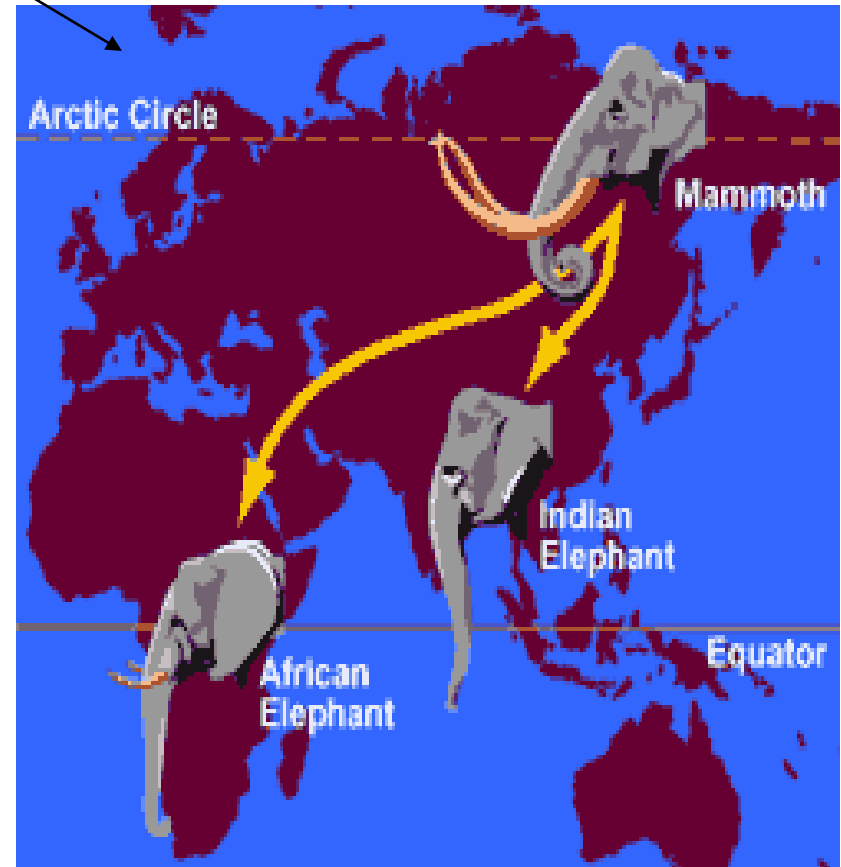 Arctic Circle
Mammoth
Indian
Elephant
Equator
African
Elephant